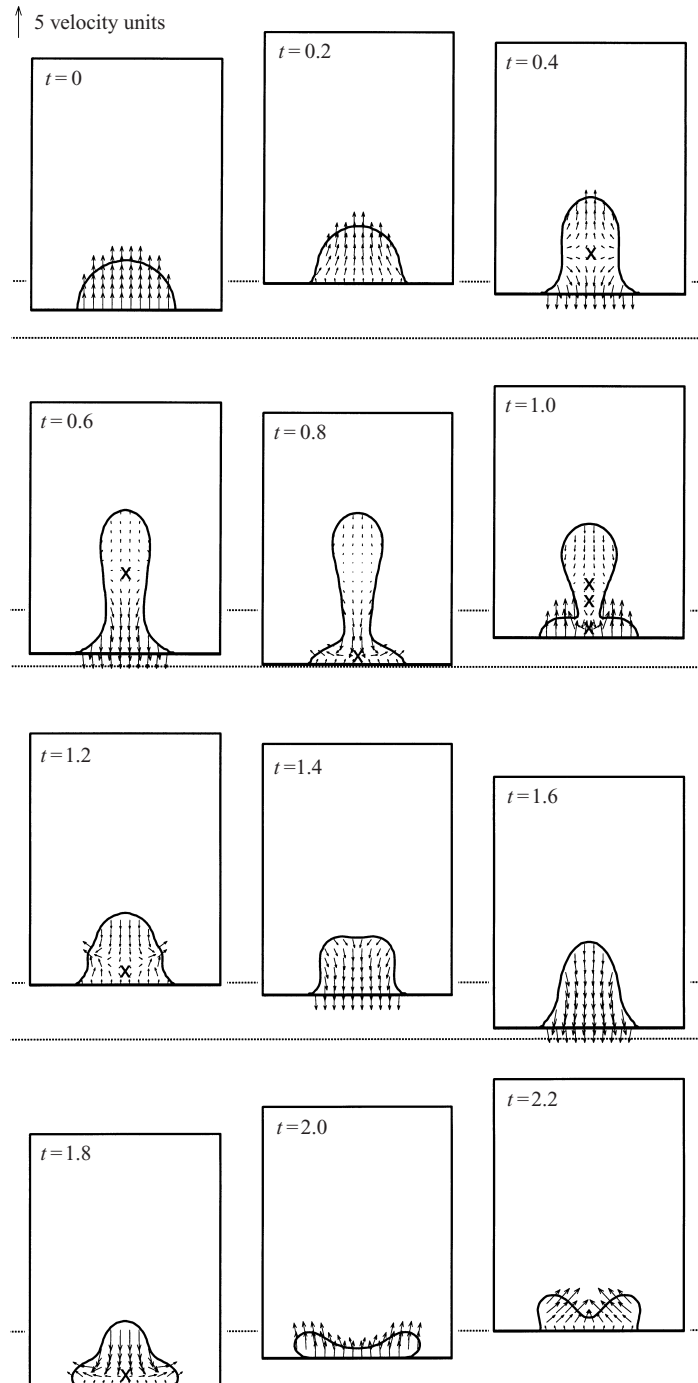 5 velocity units
t = 0
t = 0.2
t = 0.4
t = 0.6
t = 0.8
t = 1.0
t = 1.2
t = 1.4
t = 1.6
t = 1.8
t = 2.0
t = 2.2